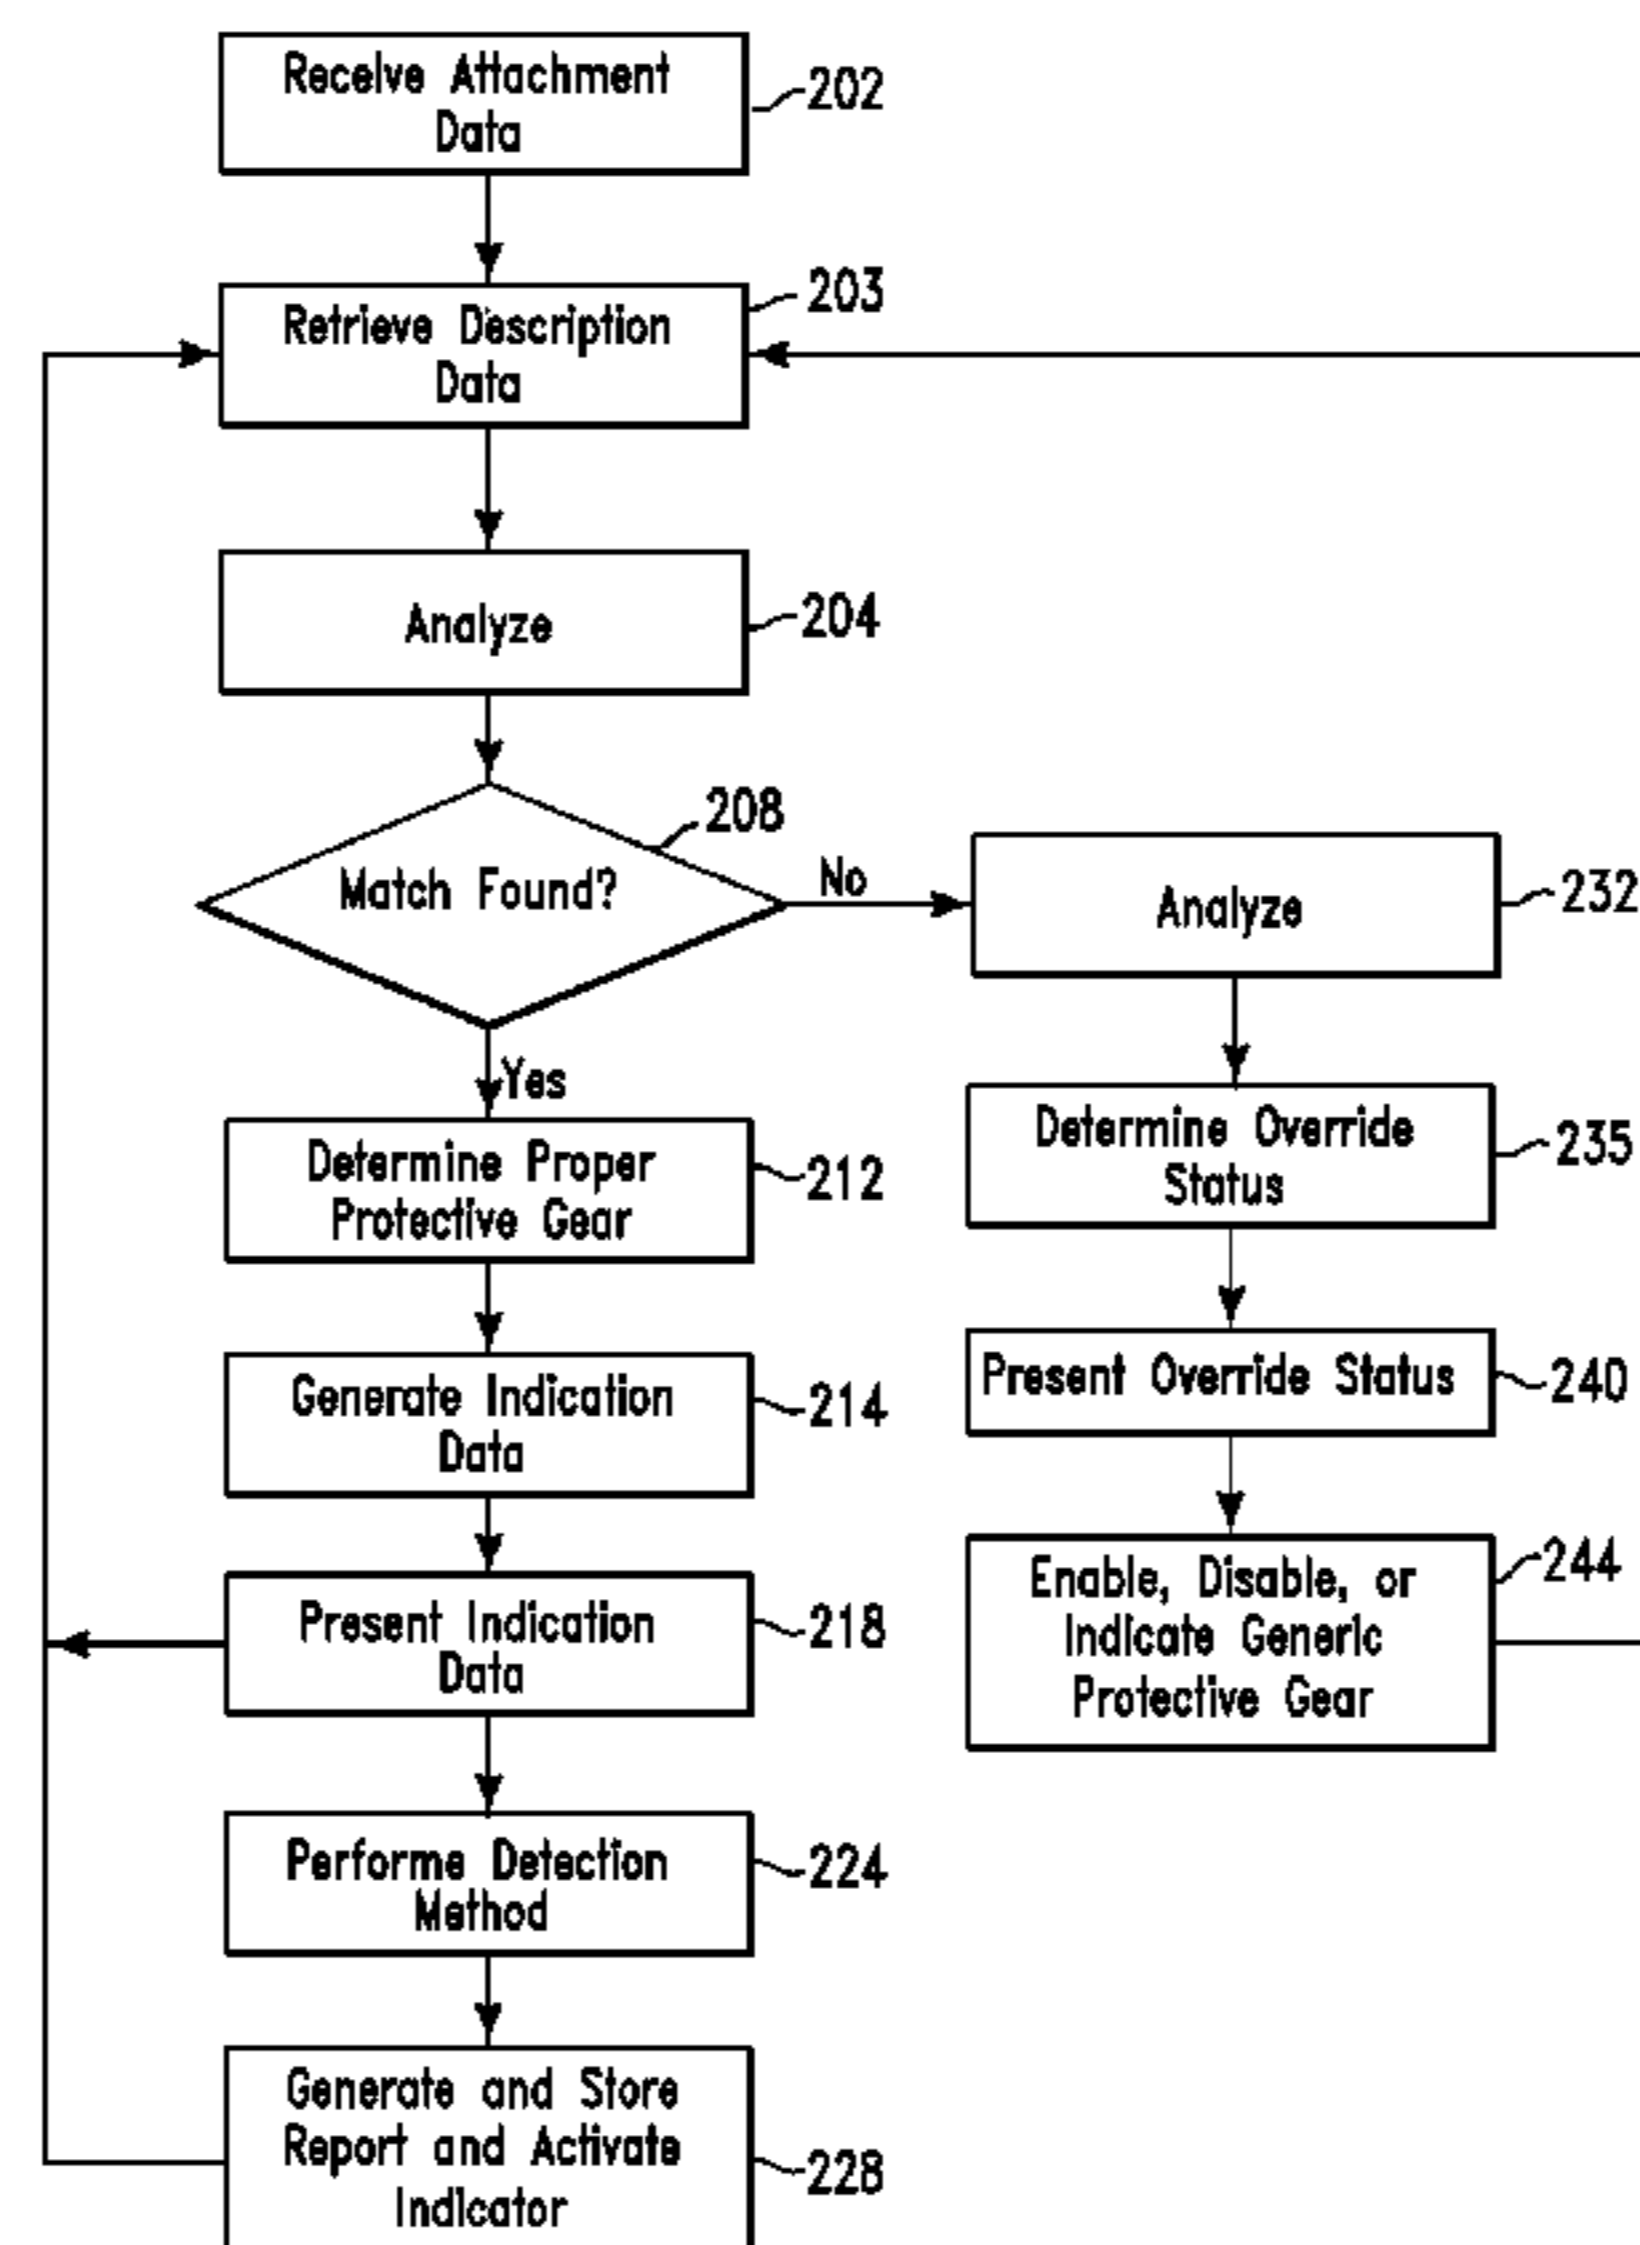 Receive Attachment
Data
202
Retrieve Description
Data
203
Analyze
204
Match Found?
208
No
Yes
Analyze
232
Determine Override
Status
235
Present Override Status
240
Enable, Disable, or
Indicate Generic
Protective Gear
244
Determine Proper
Protective Gear
212
Generate Indication
Data
214
Present Indication
Data
218
Performe Detection
Method
224
Generate and Store
Report and Activate
Indicator
228